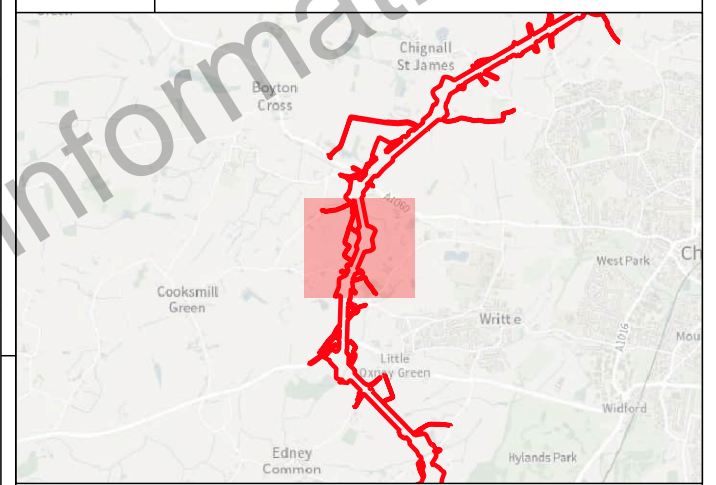 Chignall
St James
Boyton
Cross
Informati
A1060
West Park
Ch
Cooksmill
Green
Writtle
A1016
Mou
Little
Oxney Green
Widford
Edney
Common
Hylands Park